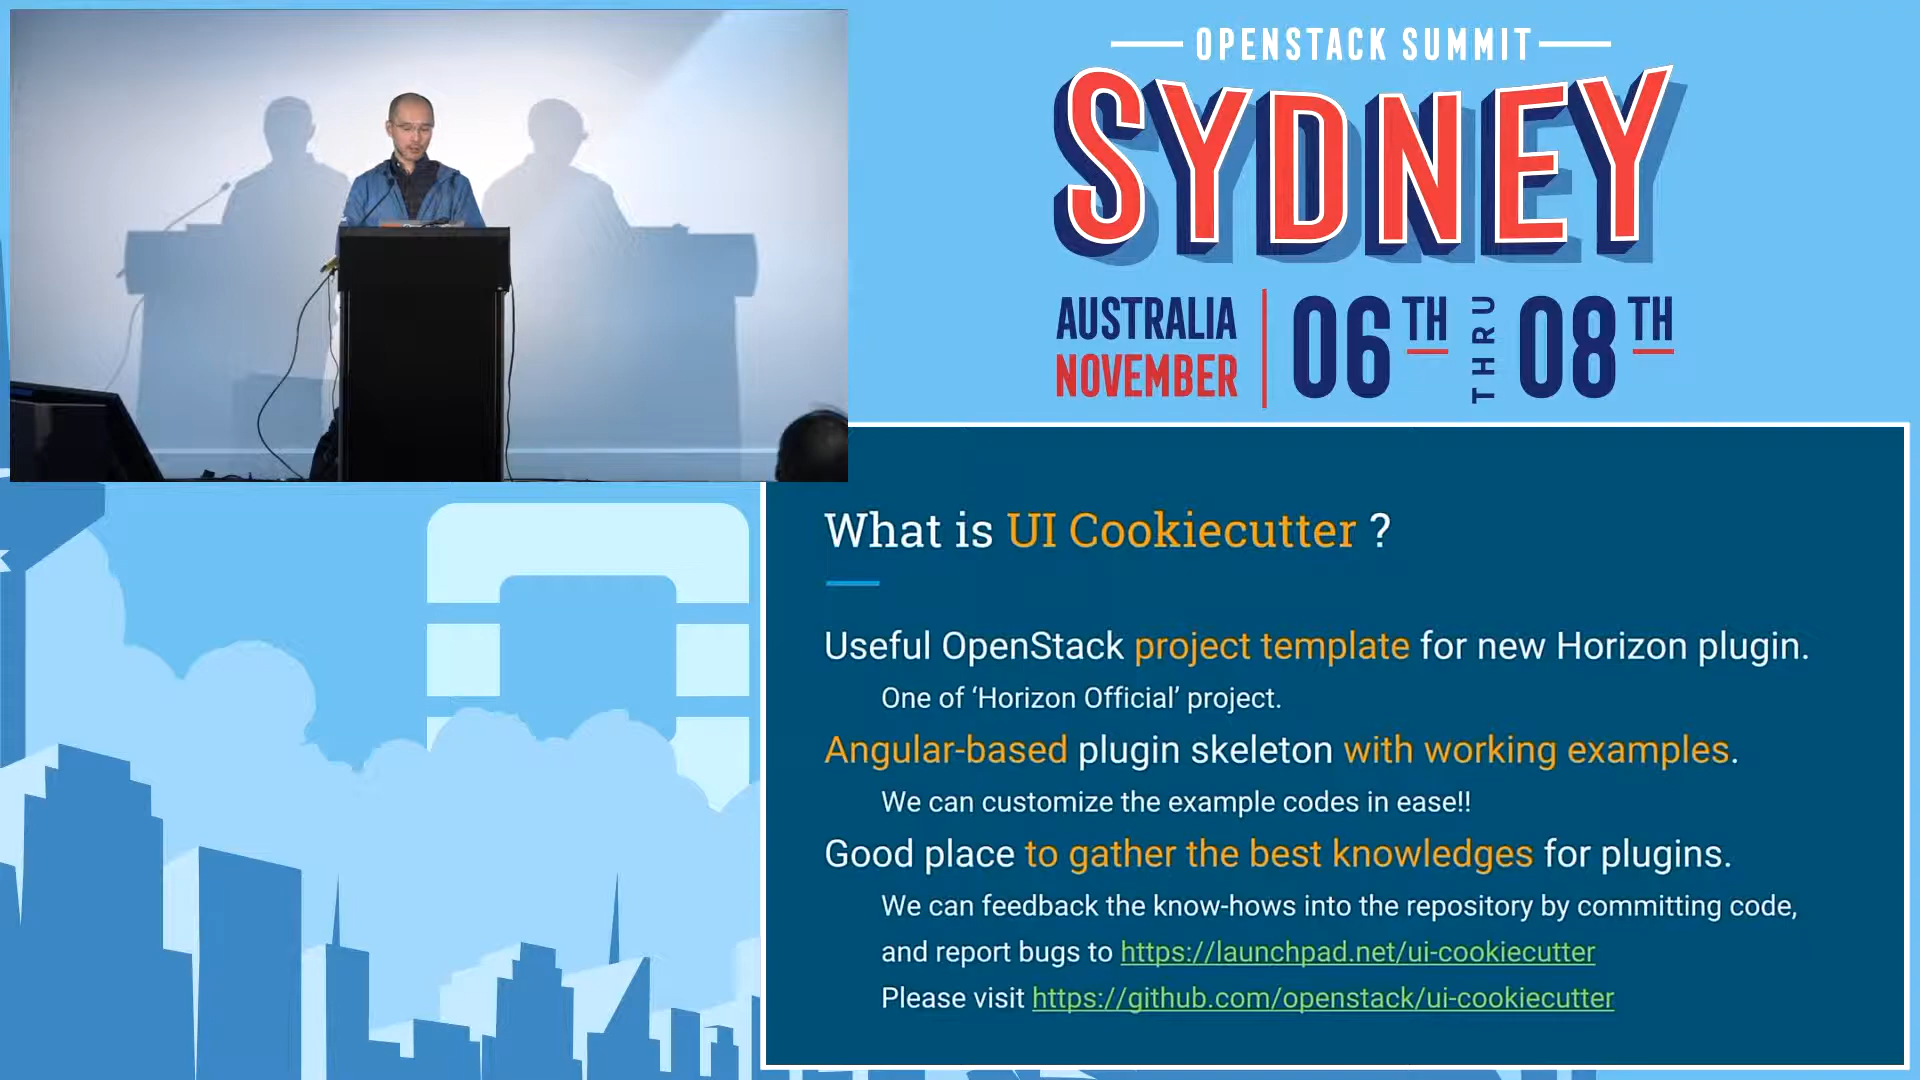 OPENSTACK SUMMIT
SYDNEY
AUSTRALIA
NOVEMBER
06TH THRU 08TH
What is UI Cookiecutter ?
Useful OpenStack project template for new Horizon plugin.
One of ‘Horizon Official’ project.
Angular-based plugin skeleton with working examples.
We can customize the example codes in ease!!
Good place to gather the best knowledges for plugins.
We can feedback the know-hows into the repository by committing code,
and report bugs to https://launchpad.net/ui-cookiecutter
Please visit https://github.com/openstack/ui-cookiecutter